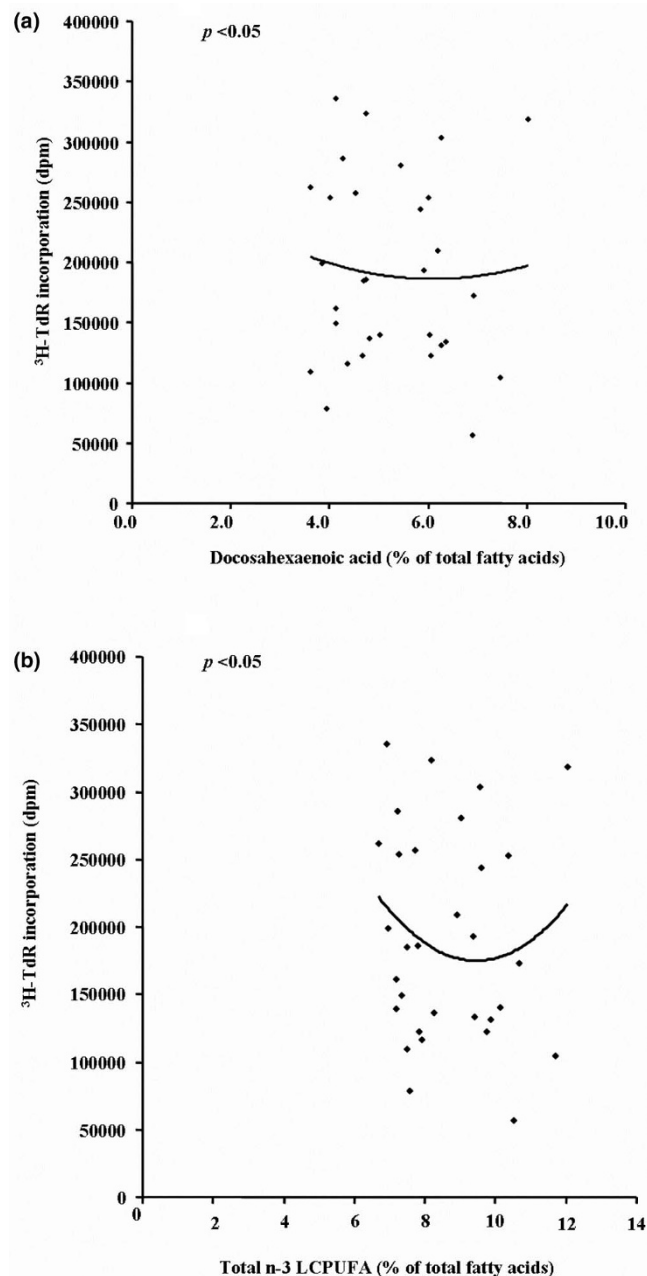 (a)
p <0.05
400000
350000
300000
250000
200000
150000
100000
50000
0
³H-TdR incorporation (dpm)
0.0 2.0 4.0 6.0 8.0 10.0
Docosahexaenoic acid (% of total fatty acids)
(b)
p <0.05
400000
350000
300000
250000
200000
150000
100000
50000
0
³H-TdR incorporation (dpm)
0 2 4 6 8 10 12 14
Total n-3 LCPUFA (% of total fatty acids)